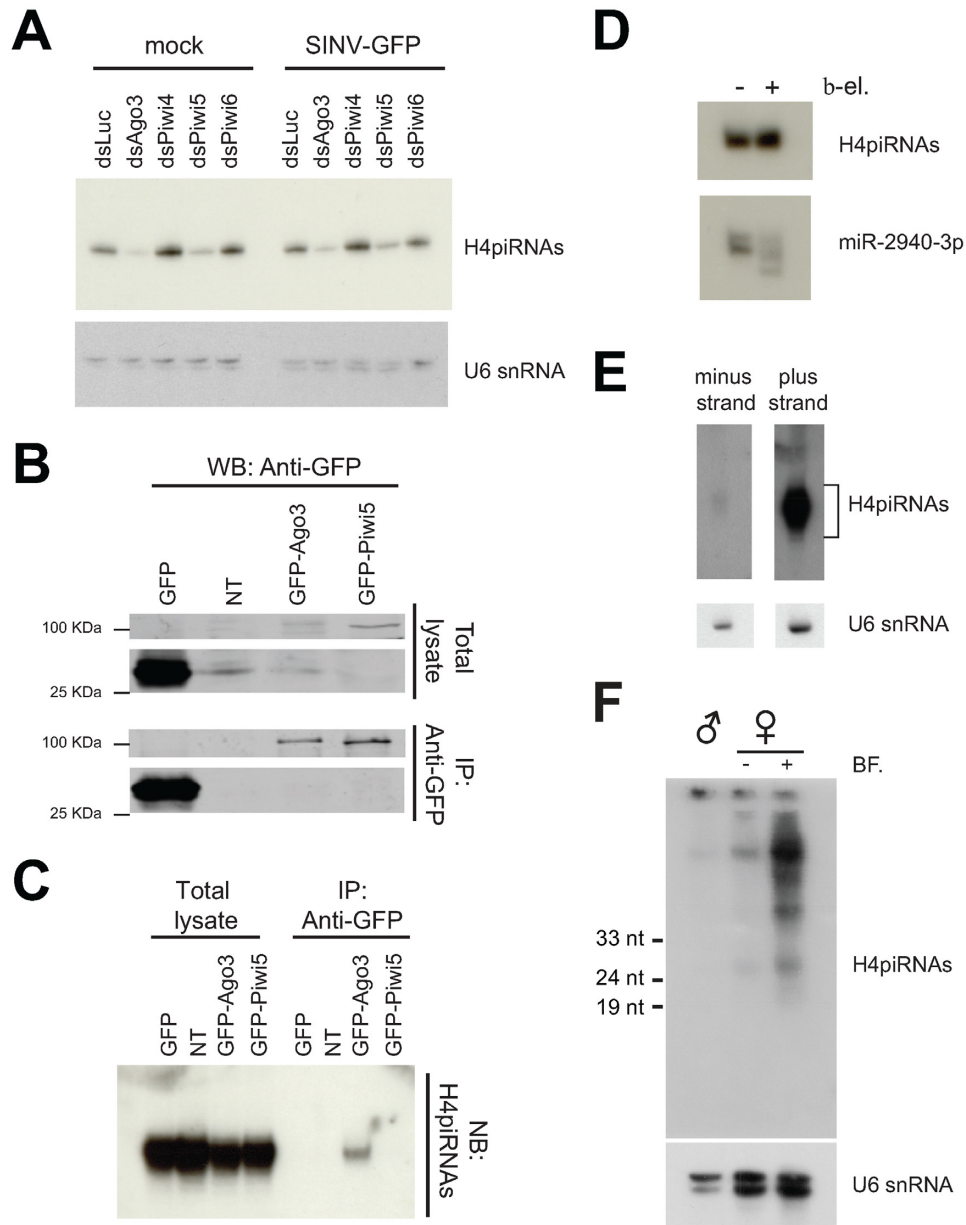 A
mock
SINV-GFP
dsLuc
dsAgo3
dsPiwi4
dsPiwi5
dsPiwi6
dsLuc
dsAgo3
dsPiwi4
dsPiwi5
dsPiwi6
H4piRNAs
U6 snRNA
B
WB: Anti-GFP
GFP
NT
GFP-Ago3
GFP-Piwi5
100 KDa
25 KDa
Total
lysate
100 KDa
25 KDa
IP:
Anti-GFP
C
Total
lysate
IP:
Anti-GFP
GFP
NT
GFP-Ago3
GFP-Piwi5
GFP
NT
GFP-Ago3
GFP-Piwi5
NB:
H4piRNAs
D
- + b-el.
H4piRNAs
miR-2940-3p
E
minus
strand
plus
strand
H4piRNAs
U6 snRNA
F
♂ ♀
- + BF.
33 nt
24 nt
19 nt
H4piRNAs
U6 snRNA